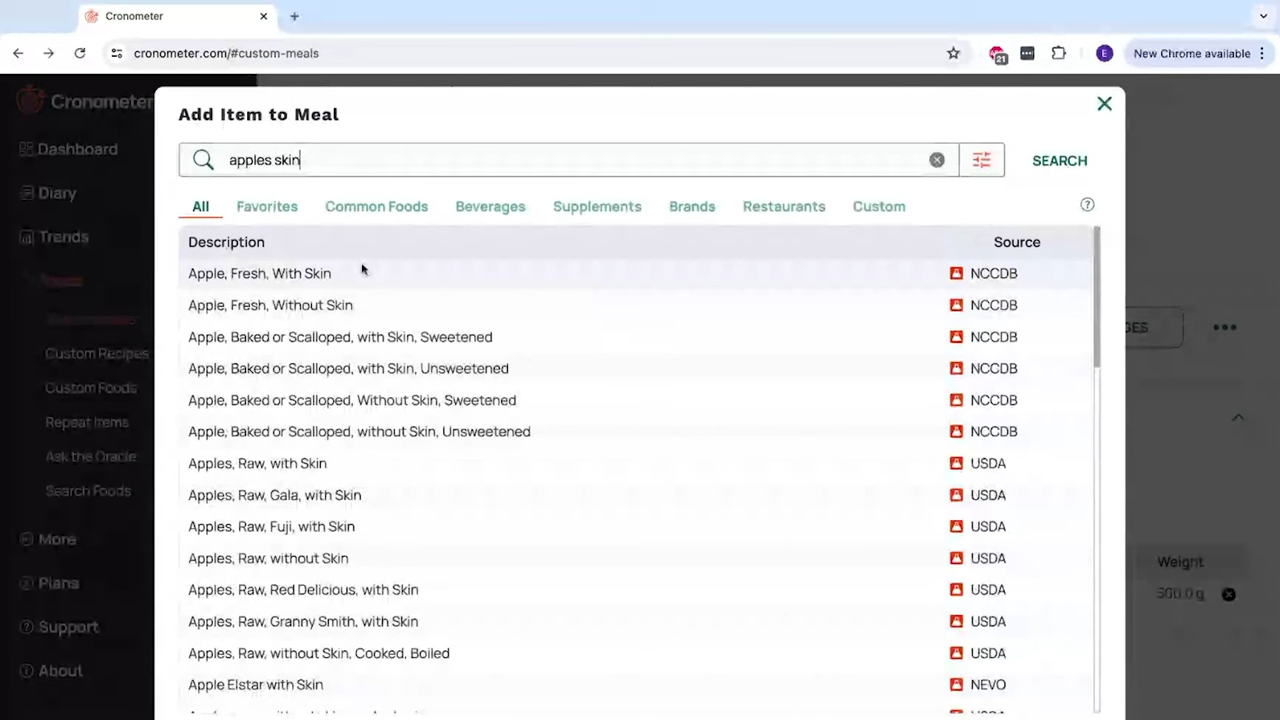 Cronometer
cronometer.com/#custom-meals
21
E
New Chrome available
Cronometer
Dashboard
Diary
Trends
Custom Recipes
Custom Foods
Repeat Items
Ask the Oracle
Search Foods
More
Plans
Support
About
Add Item to Meal
apples skin
SEARCH
All Favorites Common Foods Beverages Supplements Brands Restaurants Custom
Description Source
Apple, Fresh, With Skin NCCDB
Apple, Fresh, Without Skin NCCDB
Apple, Baked or Scalloped, with Skin, Sweetened NCCDB
Apple, Baked or Scalloped, with Skin, Unsweetened NCCDB
Apple, Baked or Scalloped, Without Skin, Sweetened NCCDB
Apple, Baked or Scalloped, without Skin, Unsweetened NCCDB
Apples, Raw, with Skin USDA
Apples, Raw, Gala, with Skin USDA
Apples, Raw, Fuji, with Skin USDA
Apples, Raw, without Skin USDA
Apples, Raw, Red Delicious, with Skin USDA
Apples, Raw, Granny Smith, with Skin USDA
Apples, Raw, without Skin, Cooked, Boiled USDA
Apple Elstar with Skin NEVO
Weight
500.0 g